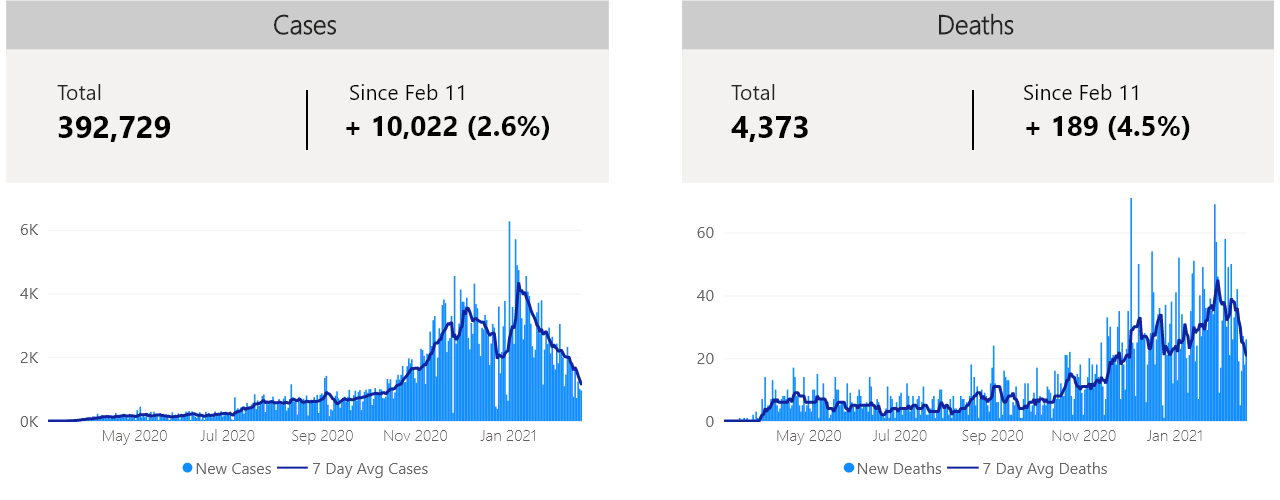 Cases
Total
Since Feb 11
392,729
+ 10,022 (2.6%)
6K
4K
2K
0K
May 2020
Jul 2020
Sep 2020
Nov 2020
Jan 2021
New Cases
7 Day Avg Cases
Deaths
Total
Since Feb 11
4,373
+ 189 (4.5%)
60
40
20
0
May 2020
Jul 2020
Sep 2020
Nov 2020
Jan 2021
New Deaths
7 Day Avg Deaths